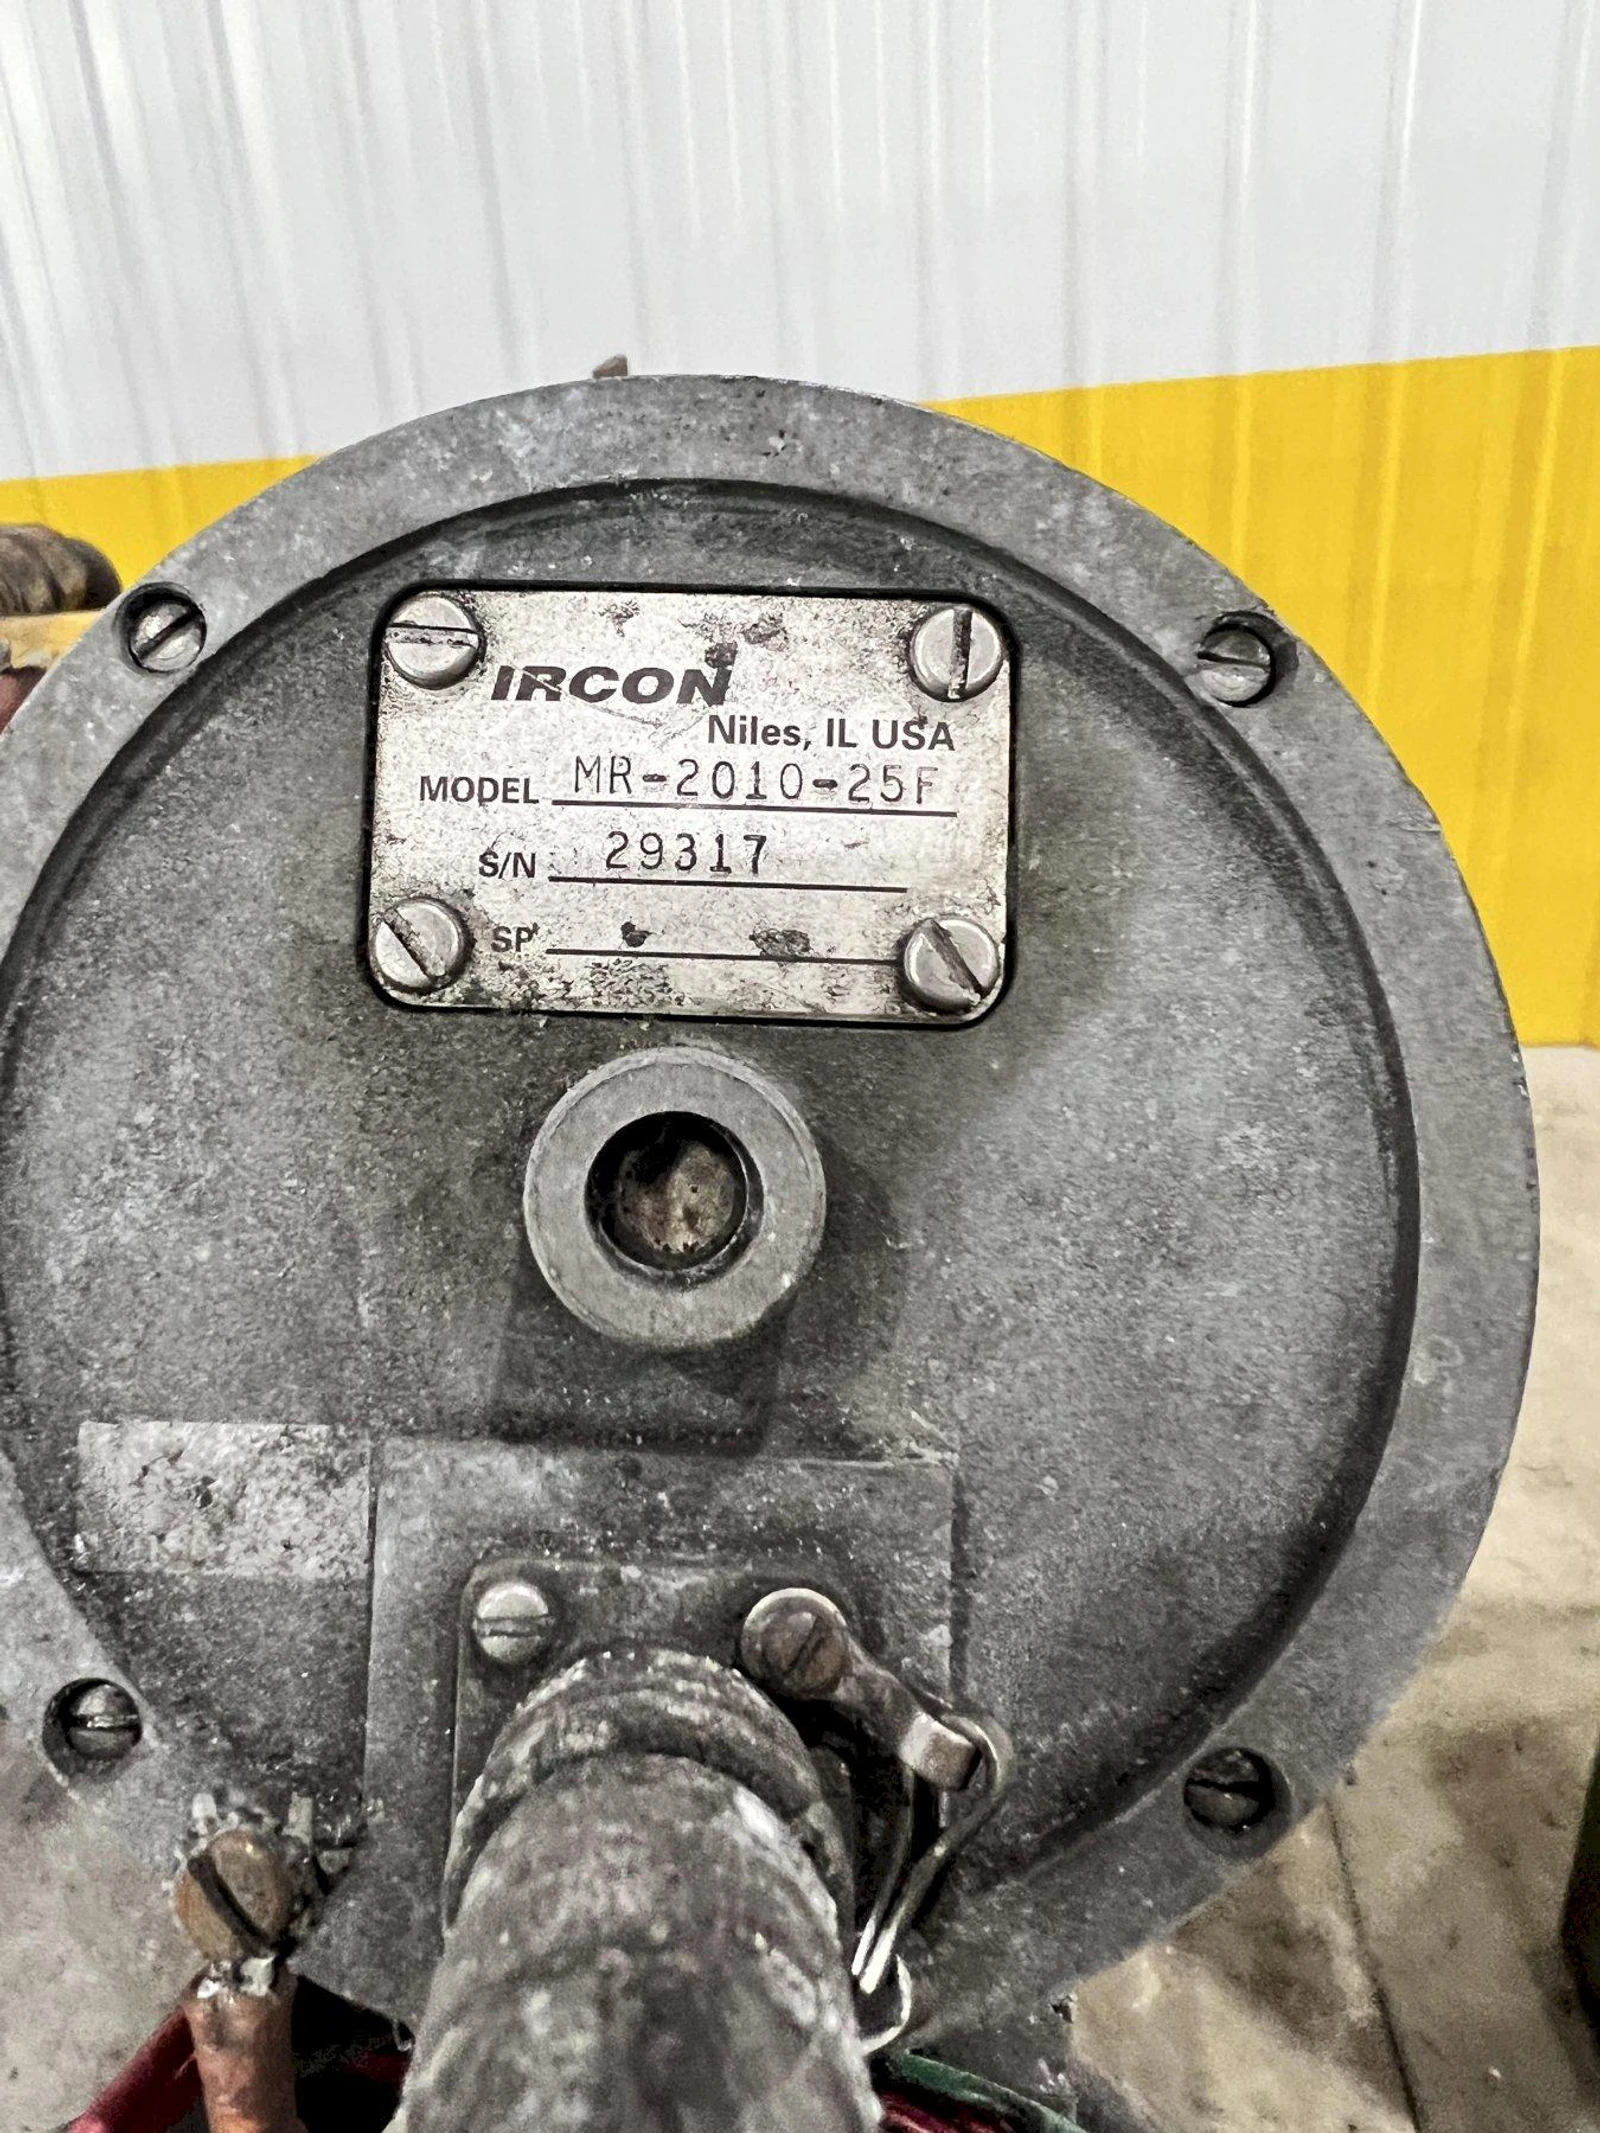 IRCON
Niles, IL USA
MODEL MR-2010-25F
S/N 29317
SP